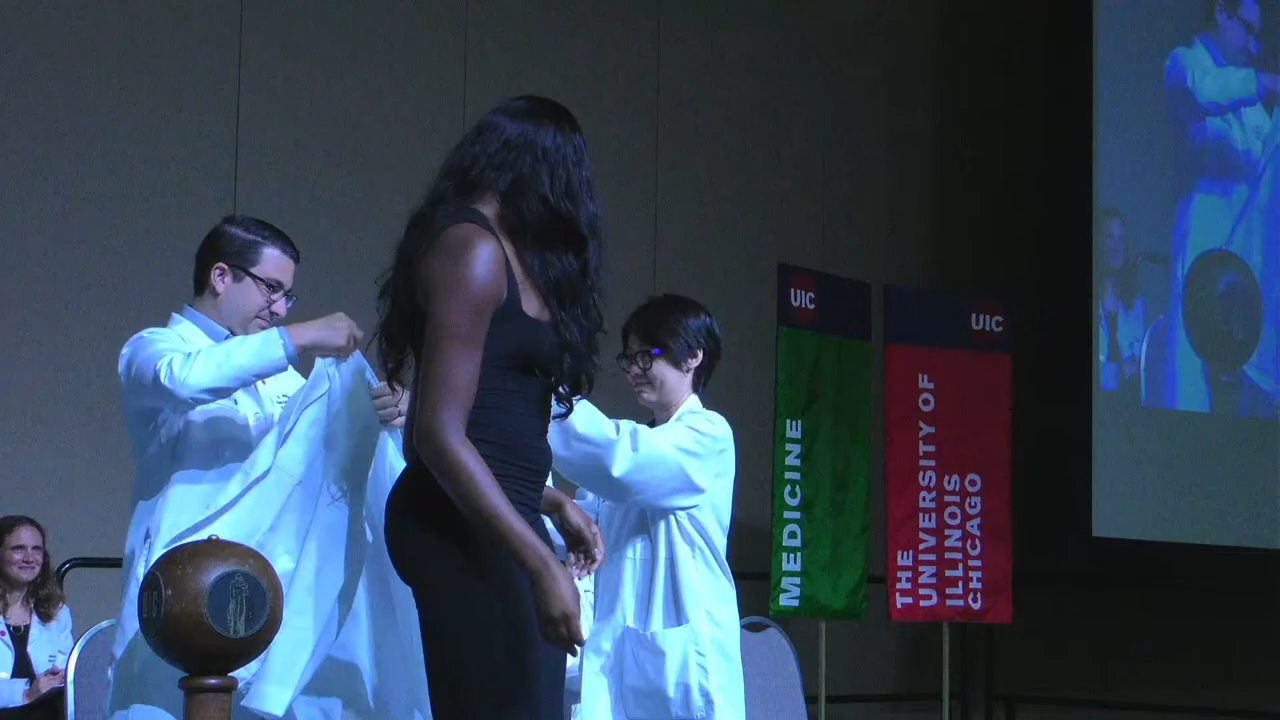 UIC
MEDICINE
UIC
THE
UNIVERSITY OF
ILLINOIS
CHICAGO